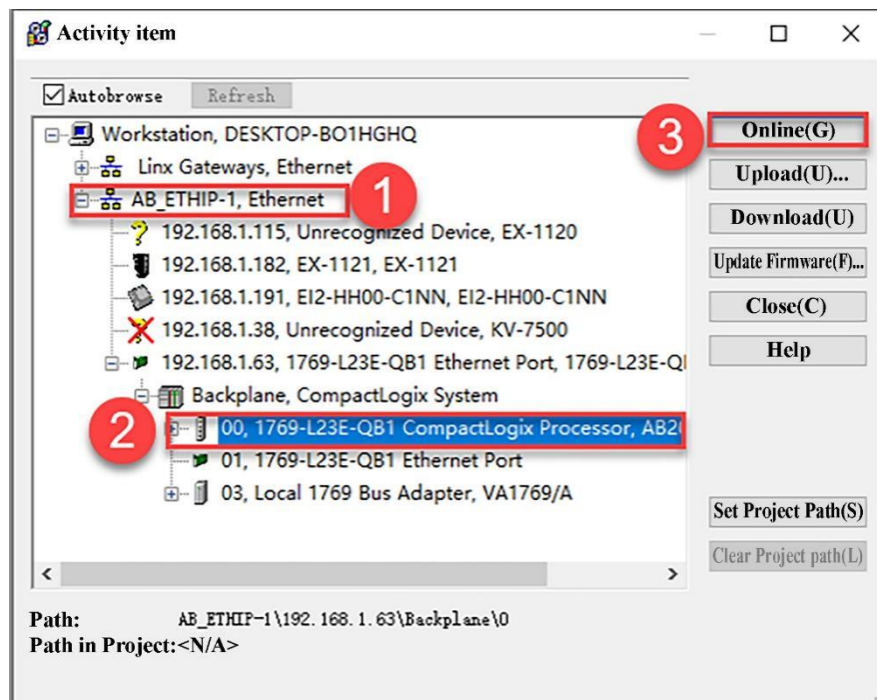 Activity item
Autobrowse Refresh
Workstation, DESKTOP-BO1HGHQ
Linx Gateways, Ethernet
AB_ETHIP-1, Ethernet
192.168.1.115, Unrecognized Device, EX-1120
192.168.1.182, EX-1121, EX-1121
192.168.1.191, EI2-HH00-C1NN, EI2-HH00-C1NN
192.168.1.38, Unrecognized Device, KV-7500
192.168.1.63, 1769-L23E-QB1 Ethernet Port, 1769-L23E-Q
Backplane, CompactLogix System
00, 1769-L23E-QB1 CompactLogix Processor, AB2
01, 1769-L23E-QB1 Ethernet Port
03, Local 1769 Bus Adapter, VA1769/A
1
2
3
Online(G)
Upload(U)...
Download(U)
Update Firmware(F)...
Close(C)
Help
Set Project Path(S)
Clear Project path(L)
Path: AB_ETHIP-1\192.168.1.63\Backplane\0
Path in Project:<N/A>